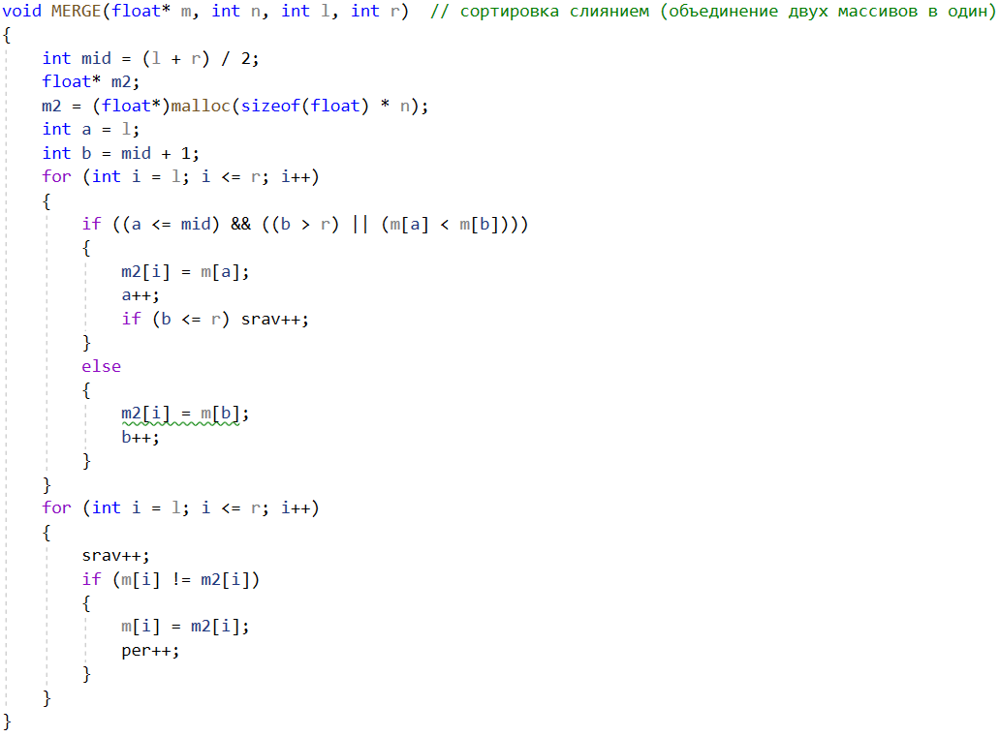 void MERGE(float* m, int n, int l, int r)  // сортировка слиянием (объединение двух массивов в один)
{
    int mid = (l + r) / 2;
    float* m2;
    m2 = (float*)malloc(sizeof(float) * n);
    int a = l;
    int b = mid + 1;
    for (int i = l; i <= r; i++)
    {
        if ((a <= mid) && ((b > r) || (m[a] < m[b])))
        {
            m2[i] = m[a];
            a++;
            if (b <= r) srav++;
        }
        else
        {
            m2[i] = m[b];
            b++;
        }
    }
    for (int i = l; i <= r; i++)
    {
        srav++;
        if (m[i] != m2[i])
        {
            m[i] = m2[i];
            per++;
        }
    }
}